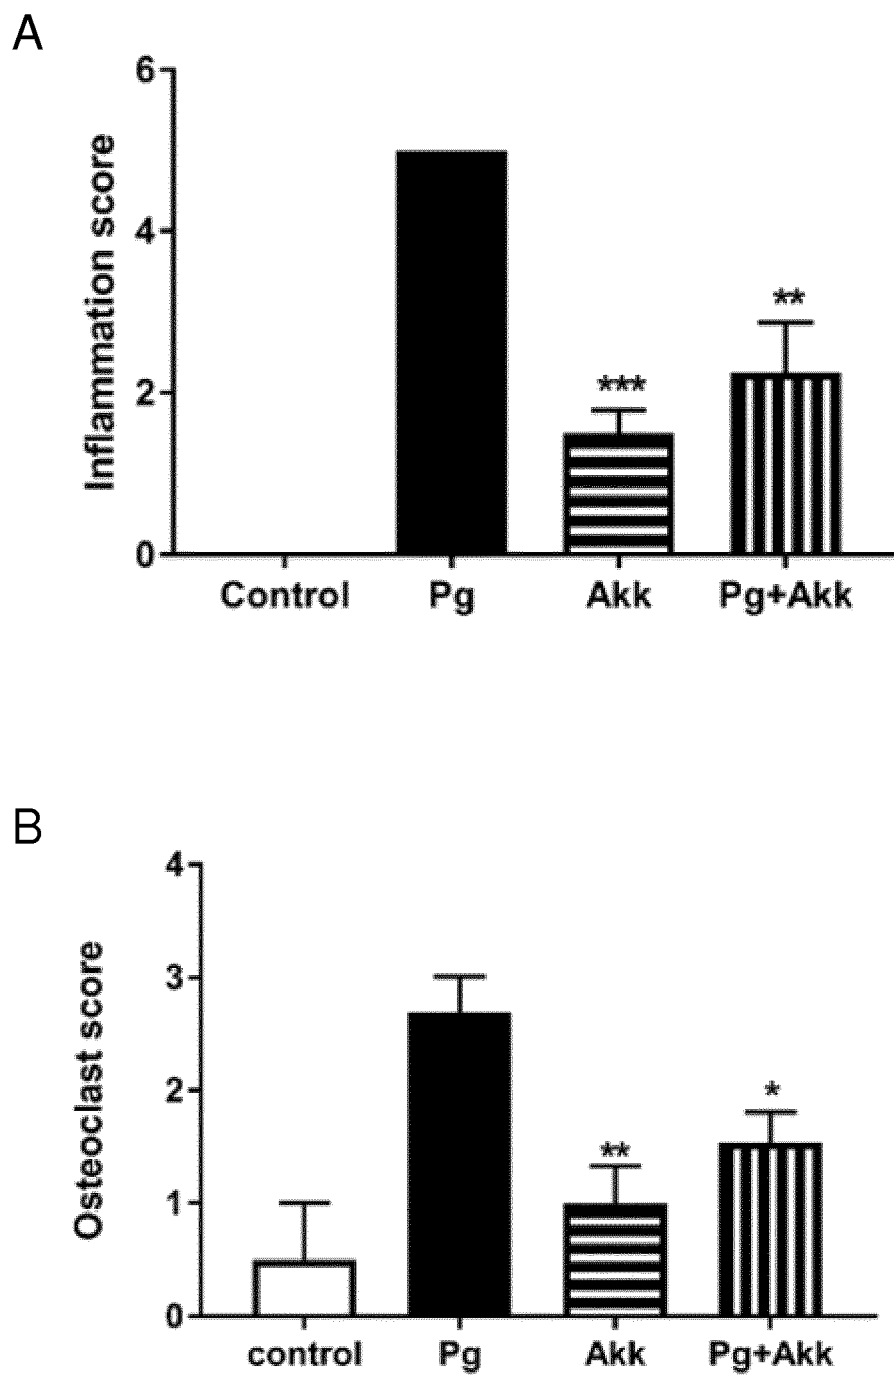 A
Inflammation score
6
4
2
0
***
**
Control Pg Akk Pg+Akk
B
Osteoclast score
4
3
2
1
0
**
*
control Pg Akk Pg+Akk